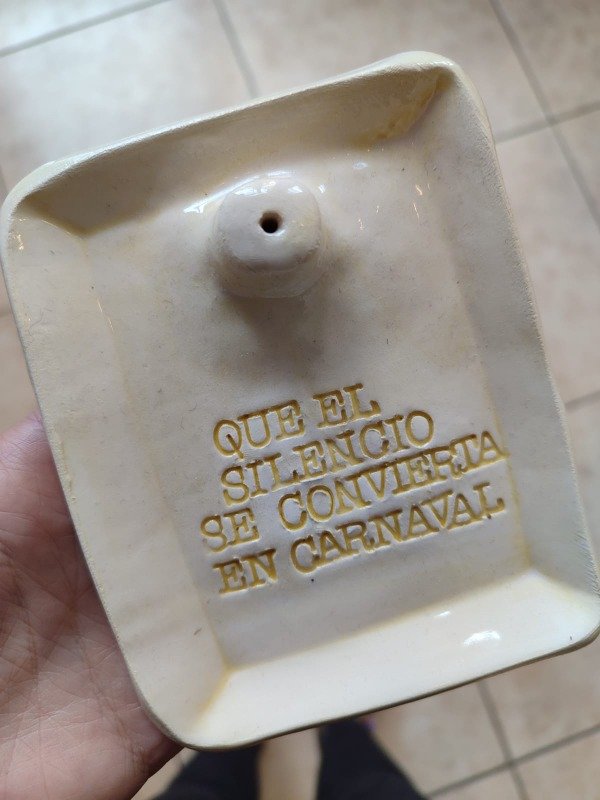 QUE EL
SILENCIO
SE CONVIERTA
EN CARNAVAL